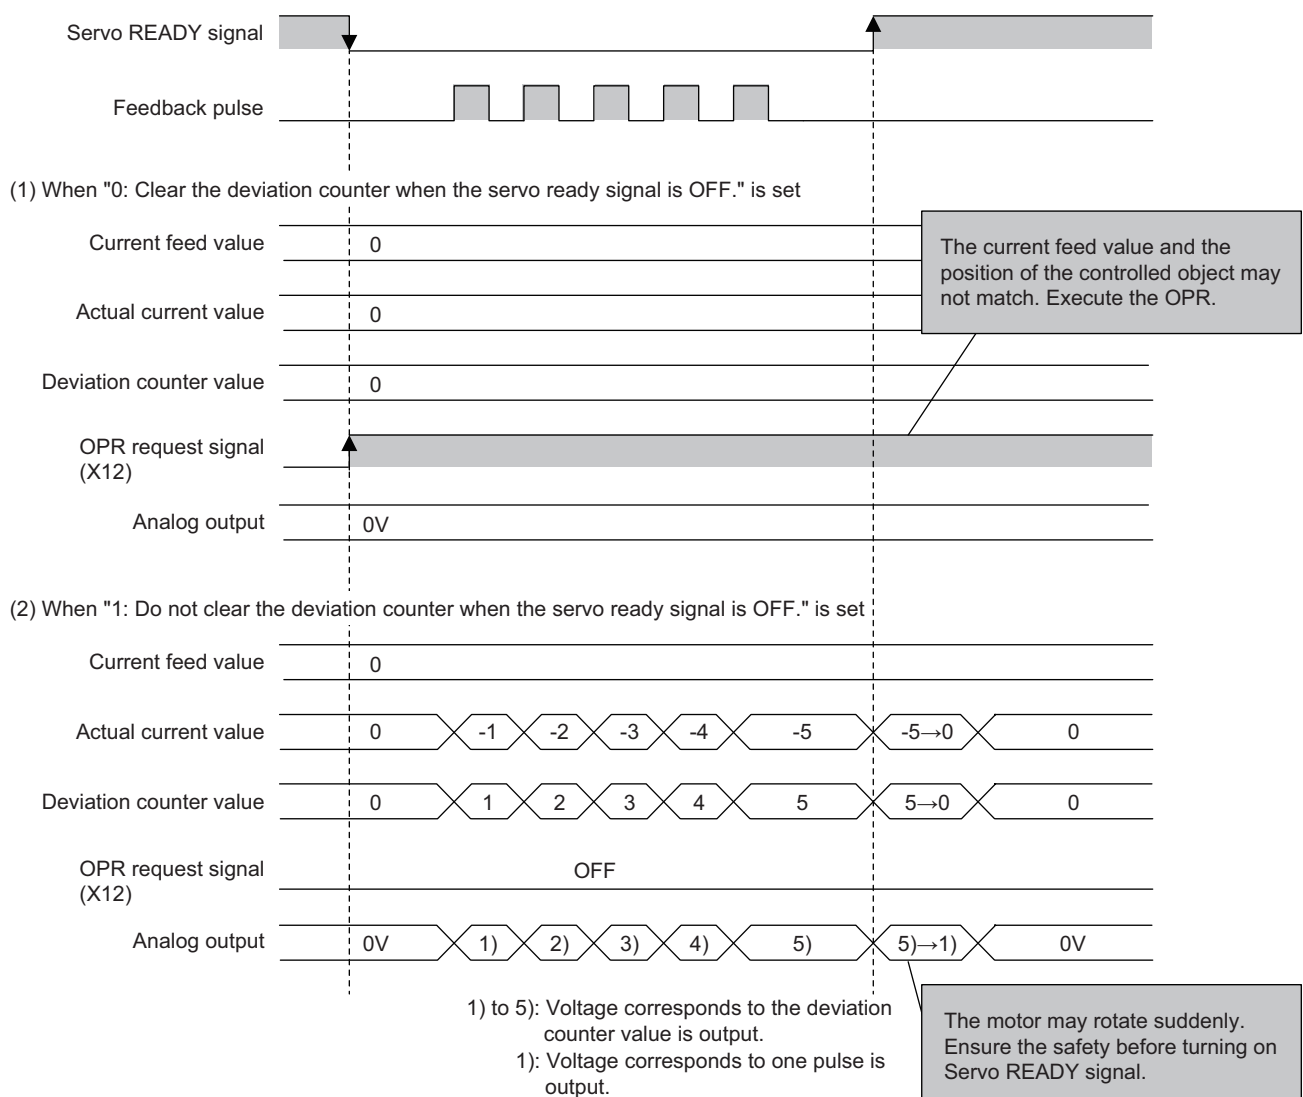 Servo READY signal
Feedback pulse
(1) When "0: Clear the deviation counter when the servo ready signal is OFF." is set
Current feed value
0
The current feed value and the
position of the controlled object may
not match. Execute the OPR.
Actual current value
0
Deviation counter value
0
OPR request signal
(X12)
Analog output
0V
(2) When "1: Do not clear the deviation counter when the servo ready signal is OFF." is set
Current feed value
0
Actual current value
0 -1 -2 -3 -4 -5 -5→0 0
Deviation counter value
0 1 2 3 4 5 5→0 0
OPR request signal
(X12)
OFF
Analog output
0V 1) 2) 3) 4) 5) 5)→1) 0V
1) to 5): Voltage corresponds to the deviation
counter value is output.
1): Voltage corresponds to one pulse is
output.
The motor may rotate suddenly.
Ensure the safety before turning on
Servo READY signal.